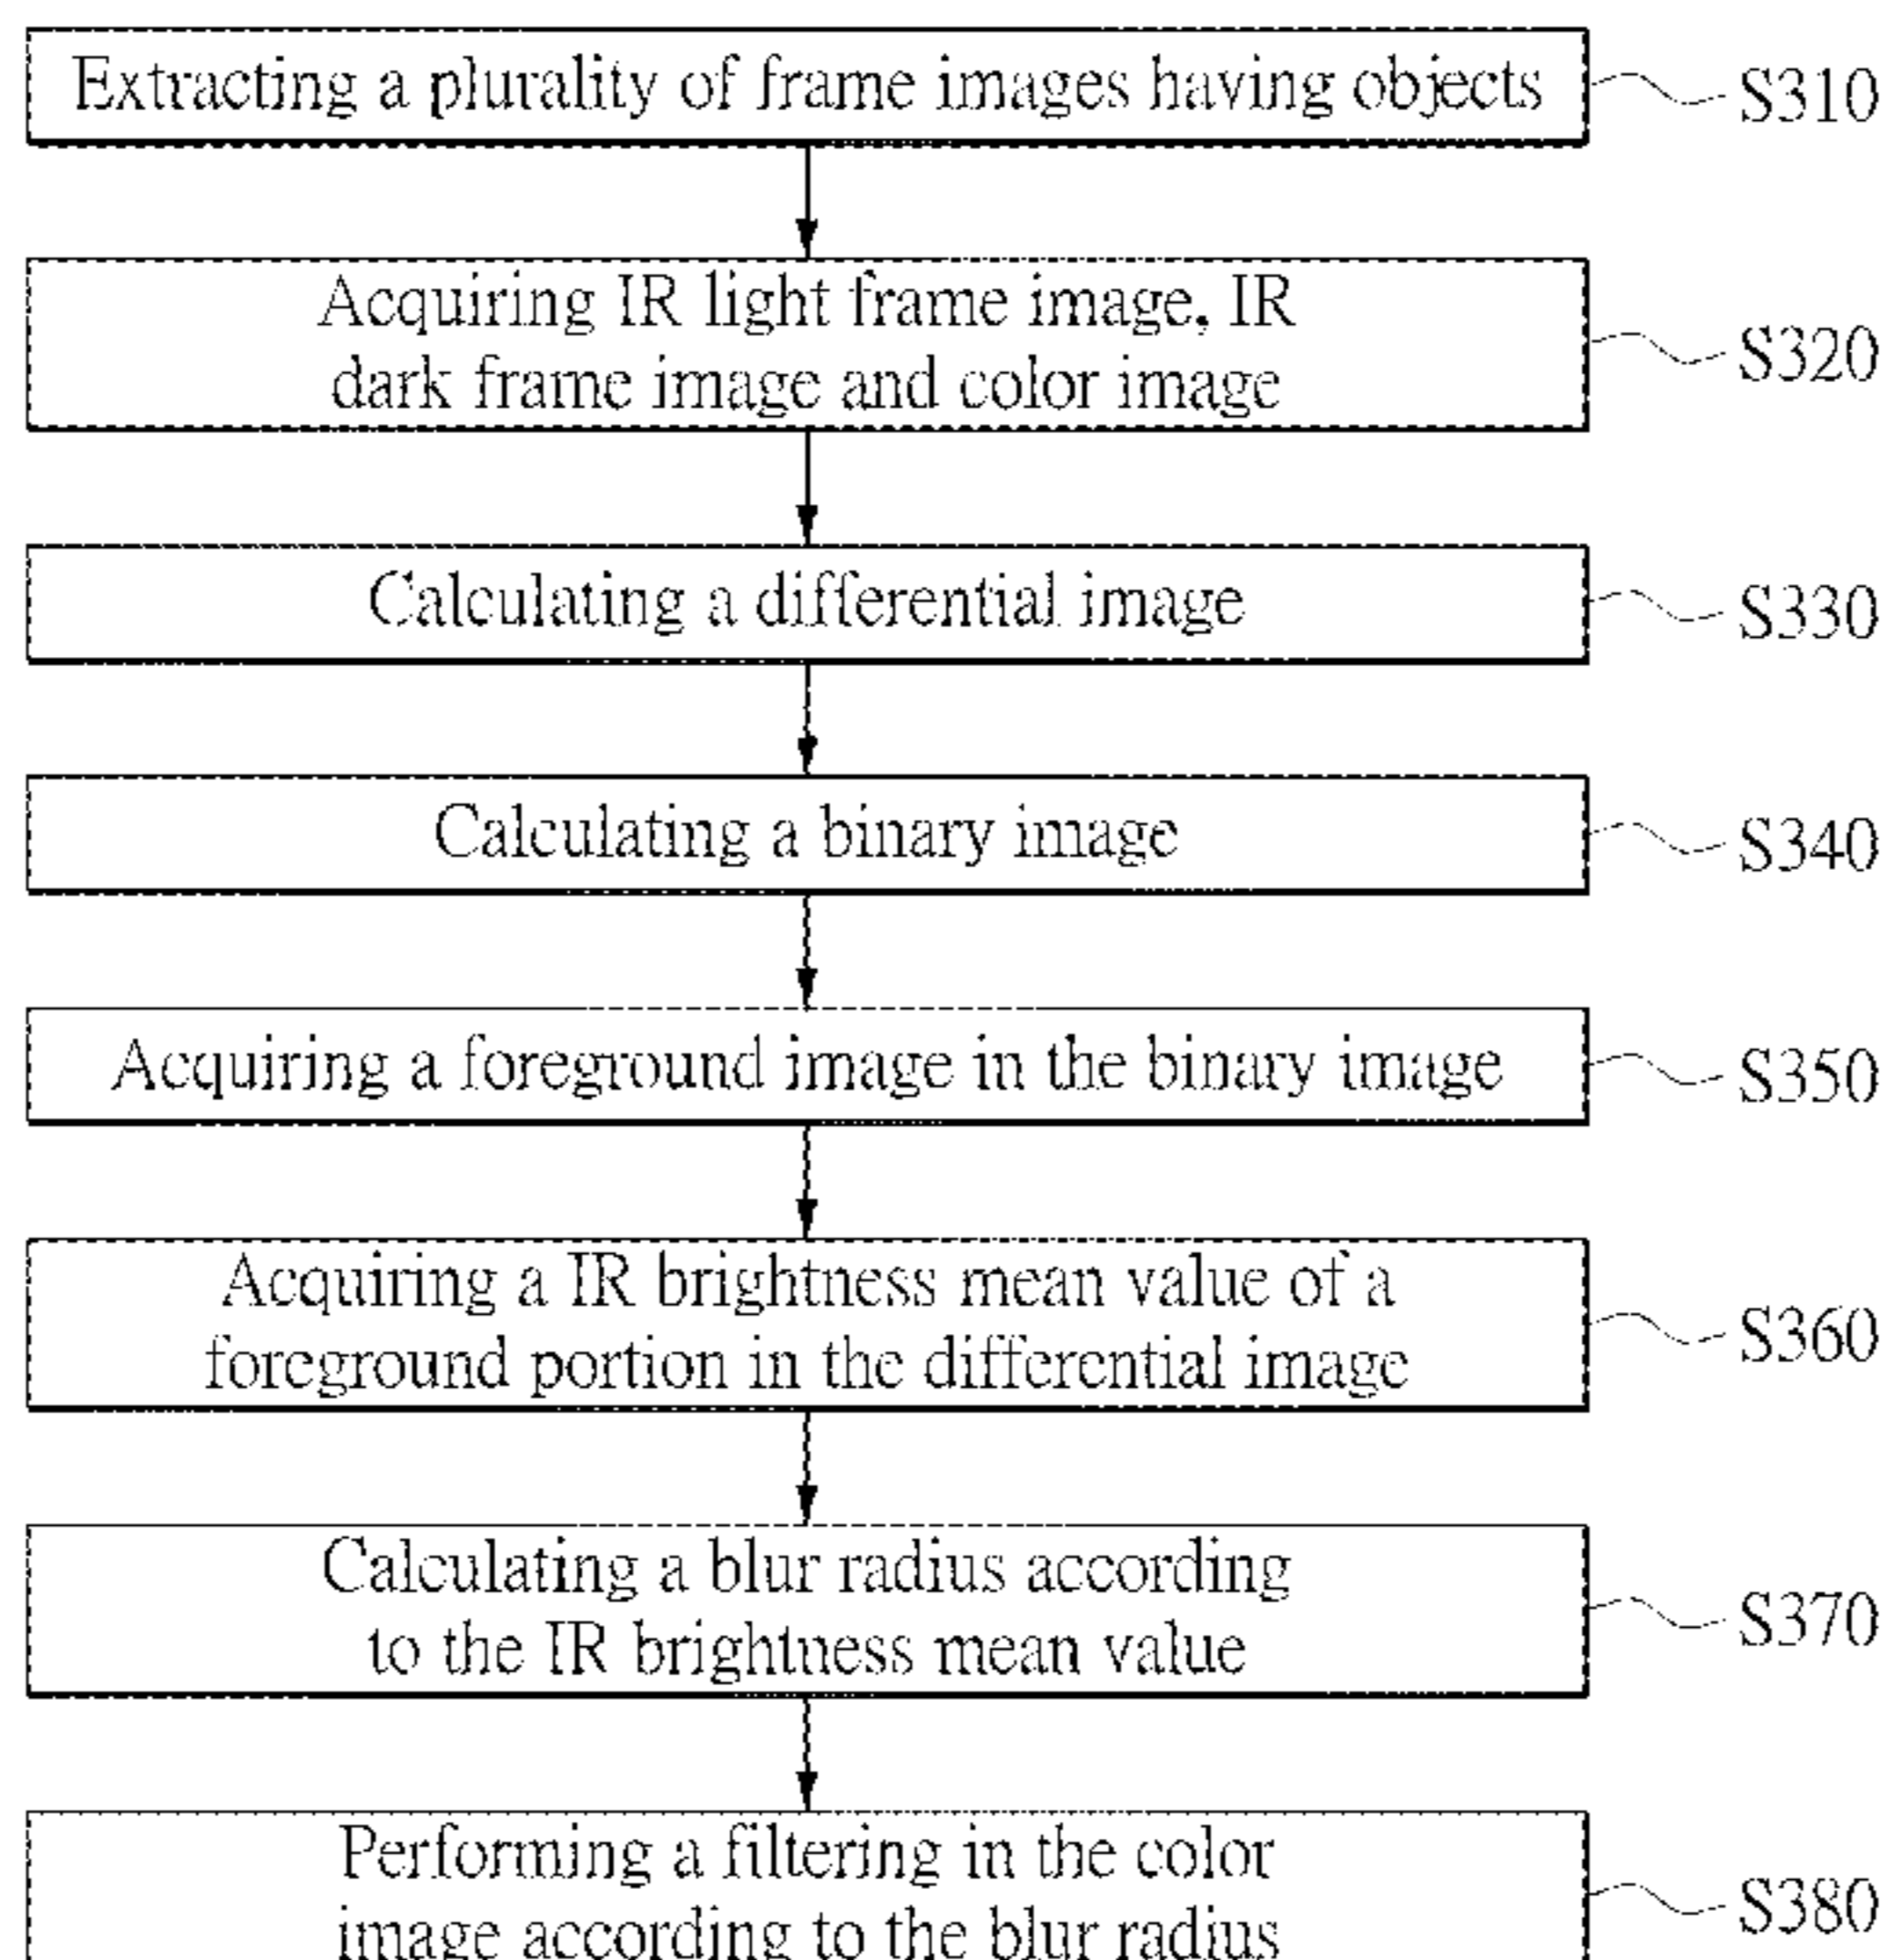 Extracting a plurality of frame images having objects
S310
Acquiring IR light frame image, IR
dark frame image and color image
S320
Calculating a differential image
S330
Calculating a binary image
S340
Acquiring a foreground image in the binary image
S350
Acquiring a IR brightness mean value of a
foreground portion in the differential image
S360
Calculating a blur radius according
to the IR brightness mean value
S370
Performing a filtering in the color
image according to the blur radius
S380